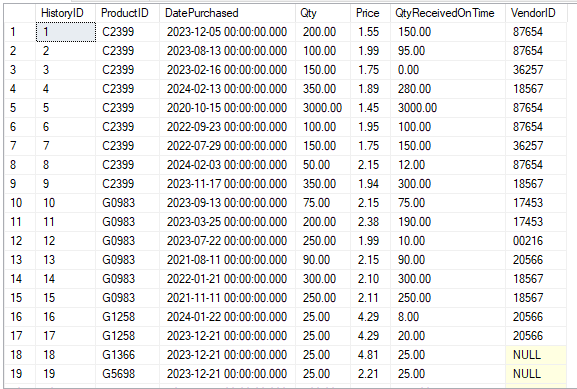 HistoryID ProductID DatePurchased Qty Price QtyReceivedOnTime VendorID
1 1 C2399 2023-12-05 00:00:00.000 200.00 1.55 150.00 87654
2 2 C2399 2023-08-13 00:00:00.000 100.00 1.99 95.00 87654
3 3 C2399 2023-02-16 00:00:00.000 150.00 1.75 0.00 36257
4 4 C2399 2024-02-13 00:00:00.000 350.00 1.89 280.00 18567
5 5 C2399 2020-10-15 00:00:00.000 3000.00 1.45 3000.00 87654
6 6 C2399 2022-09-23 00:00:00.000 100.00 1.95 100.00 87654
7 7 C2399 2022-07-29 00:00:00.000 150.00 1.75 150.00 36257
8 8 C2399 2024-02-03 00:00:00.000 50.00 2.15 12.00 87654
9 9 C2399 2023-11-17 00:00:00.000 350.00 1.94 300.00 18567
10 10 G0983 2023-09-13 00:00:00.000 75.00 2.15 75.00 17453
11 11 G0983 2023-03-25 00:00:00.000 200.00 2.38 190.00 17453
12 12 G0983 2023-07-22 00:00:00.000 250.00 1.99 10.00 00216
13 13 G0983 2021-08-11 00:00:00.000 90.00 2.15 90.00 20566
14 14 G0983 2022-01-21 00:00:00.000 300.00 2.10 300.00 18567
15 15 G0983 2021-11-11 00:00:00.000 250.00 2.11 250.00 18567
16 16 G1258 2024-01-22 00:00:00.000 25.00 4.29 8.00 20566
17 17 G1258 2023-12-21 00:00:00.000 25.00 4.29 20.00 20566
18 18 G1366 2023-12-21 00:00:00.000 25.00 4.81 25.00 NULL
19 19 G5698 2023-12-21 00:00:00.000 25.00 2.21 25.00 NULL